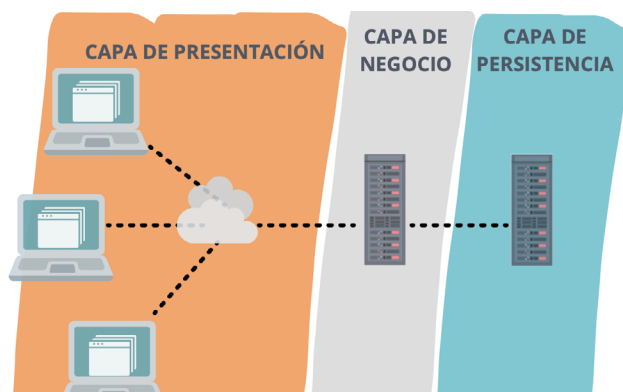 CAPA DE PRESENTACIÓN
CAPA DE
NEGOCIO
CAPA DE
PERSISTENCIA